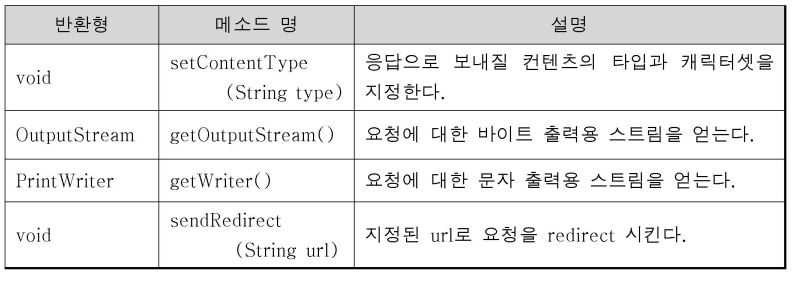 반환형 메소드 명 설명
void setContentType (String type) 응답으로 보내질 컨텐츠의 타입과 캐릭터셋을
지정한다.
OutputStream getOutputStream() 요청에 대한 바이트 출력용 스트림을 얻는다.
PrintWriter getWriter() 요청에 대한 문자 출력용 스트림을 얻는다.
void sendRedirect (String url) 지정된 url로 요청을 redirect 시킨다.